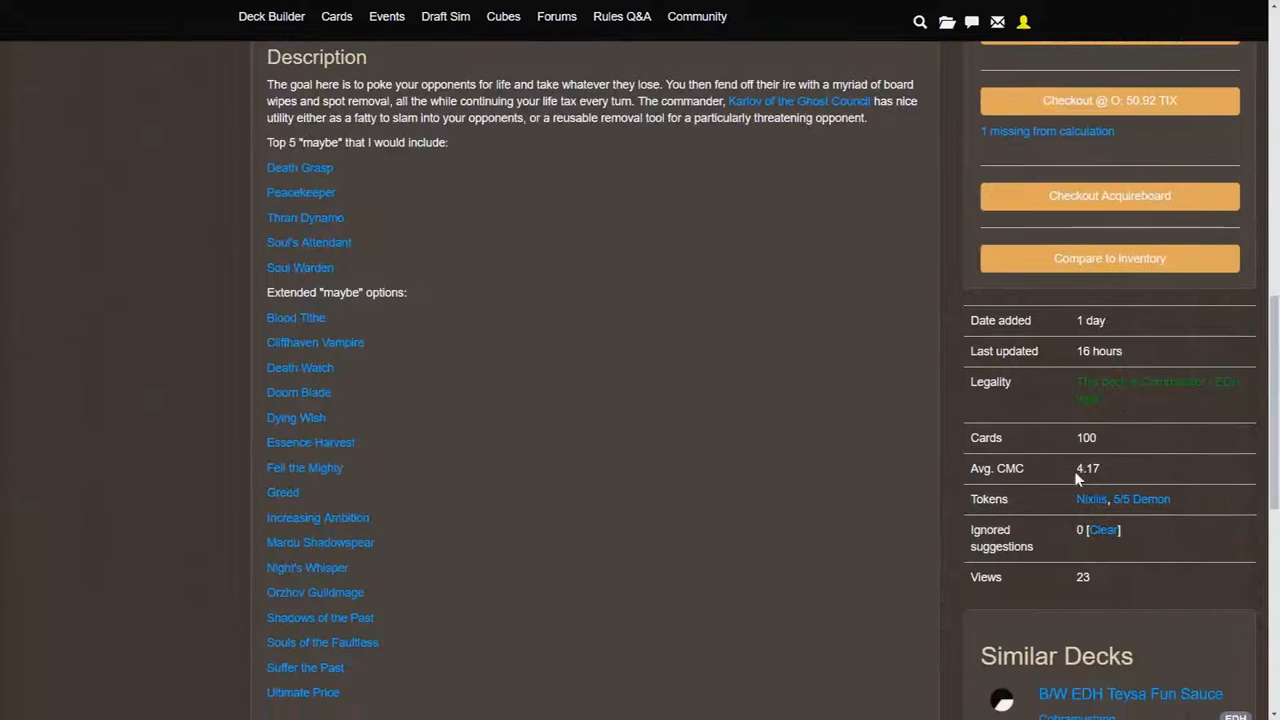 Deck Builder Cards Events Draft Sim Cubes Forums Rules Q&A Community
Description
The goal here is to poke your opponents for life and take whatever they lose. You then fend off their ire with a myriad of board
wipes and spot removal, all the while continuing your life tax every turn. The commander, Karlov of the Ghost Council has nice
utility either as a fatty to slam into your opponents, or a reusable removal tool for a particularly threatening opponent.
Top 5 "maybe" that I would include:
Death Grasp
Peacekeeper
Thran Dynamo
Soul's Attendant
Soul Warden
Extended "maybe" options:
Blood Tithe
Cliffhaven Vampire
Death Watch
Doom Blade
Dying Wish
Essence Harvest
Fell the Mighty
Greed
Increasing Ambition
Mardu Shadowspear
Night's Whisper
Orzhov Guildmage
Shadows of the Past
Souls of the Faultless
Suffer the Past
Ultimate Price
Checkout @ O: 50.92 TIX
1 missing from calculation
Checkout Acquireboard
Compare to Inventory
Date added 1 day
Last updated 16 hours
Legality This deck is Commander / EDH
legal.
Cards 100
Avg. CMC 4.17
Tokens Nixilis, 5/5 Demon
Ignored 0 [Clear]
suggestions
Views 23
Similar Decks
B/W EDH Teysa Fun Sauce
Cobramustang
EDH